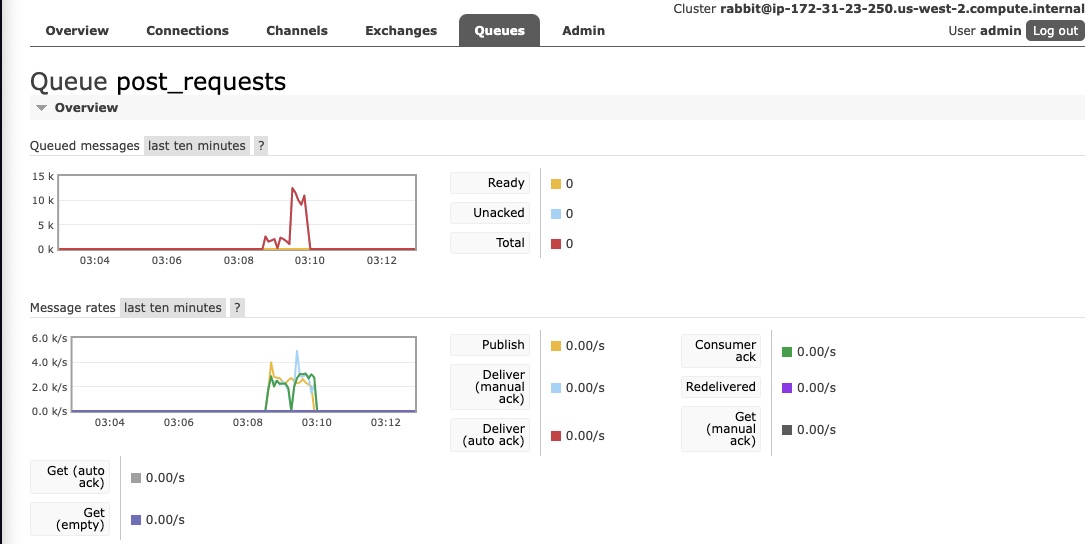 Cluster rabbit@ip-172-31-23-250.us-west-2.compute.internal
Overview Connections Channels Exchanges Queues Admin
User admin Log out
Queue post_requests
Overview
Queued messages last ten minutes ?
15 k
10 k
5 k
0 k
03:04 03:06 03:08 03:10 03:12
Ready 0
Unacked 0
Total 0
Message rates last ten minutes ?
6.0 k/s
4.0 k/s
2.0 k/s
0.0 k/s
03:04 03:06 03:08 03:10 03:12
Publish 0.00/s
Deliver
(manual
ack) 0.00/s
Deliver
(auto ack) 0.00/s
Consumer
ack 0.00/s
Redelivered 0.00/s
Get
(manual
ack) 0.00/s
Get (auto
ack) 0.00/s
Get
(empty) 0.00/s